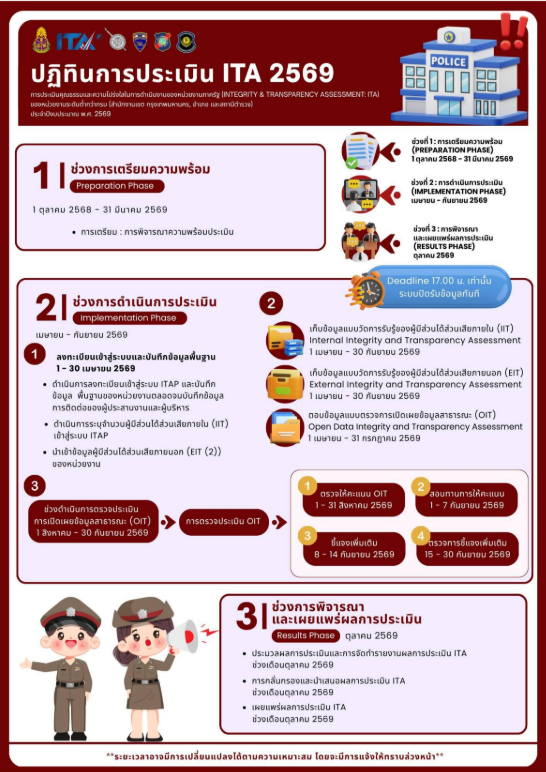 ITA
ปฏิทินการประเมิน ITA 2569
การประเมินคุณธรรมและความโปร่งใสในการดำเนินงานของหน่วยงานภาครัฐ (INTEGRITY & TRANSPARENCY ASSESSMENT: ITA)
ของหน่วยงานระดับต่ำกว่ากรม (สำนักงานเขต กรุงเทพมหานคร, อำเภอ และสถานีตำรวจ)
ประจำปีงบประมาณ พ.ศ. 2569
POLICE
1
ช่วงการเตรียมความพร้อม
Preparation Phase
1 ตุลาคม 2568 - 31 มีนาคม 2569
• การเตรียม : การพิจารณาความพร้อมประเมิน
ช่วงที่ 1 : การเตรียมความพร้อม
(PREPARATION PHASE)
1 ตุลาคม 2568 - 31 มีนาคม 2569
ช่วงที่ 2 : การดำเนินการประเมิน
(IMPLEMENTATION PHASE)
เมษายน - กันยายน 2569
ช่วงที่ 3 : การพิจารณา
และเผยแพร่ผลการประเมิน
(RESULTS PHASE)
ตุลาคม 2569
Deadline 17.00 น. เท่านั้น
ระบบปิดรับข้อมูลทันที
2
ช่วงการดำเนินการประเมิน
Implementation Phase
เมษายน - กันยายน 2569
1
ลงทะเบียนเข้าสู่ระบบและบันทึกข้อมูลพื้นฐาน
1 - 30 เมษายน 2569
• ดำเนินการลงทะเบียนเข้าสู่ระบบ ITAP และบันทึก
ข้อมูล พื้นฐานของหน่วยงานตลอดจนบันทึกข้อมูล
การติดต่อของผู้ประสานงานและผู้บริหาร
• ดำเนินการระบุจำนวนผู้มีส่วนได้ส่วนเสียภายใน (IIT)
เข้าสู่ระบบ ITAP
• นำเข้าข้อมูลผู้มีส่วนได้ส่วนเสียภายนอก (EIT (2))
ของหน่วยงาน
2
เก็บข้อมูลแบบวัดการรับรู้ของผู้มีส่วนได้ส่วนเสียภายใน (IIT)
Internal Integrity and Transparency Assessment
1 เมษายน - 30 กันยายน 2569
เก็บข้อมูลแบบวัดการรับรู้ของผู้มีส่วนได้ส่วนเสียภายนอก (EIT)
External Integrity and Transparency Assessment
1 เมษายน - 30 กันยายน 2569
ตอบข้อมูลแบบตรวจการเปิดเผยข้อมูลสาธารณะ (OIT)
Open Data Integrity and Transparency Assessment
1 เมษายน - 31 กรกฎาคม 2569
3
ช่วงดำเนินการตรวจประเมิน
การเปิดเผยข้อมูลสาธารณะ (OIT)
1 สิงหาคม - 30 กันยายน 2569
การตรวจประเมิน OIT
1
ตรวจให้คะแนน OIT
1 - 31 สิงหาคม 2569
2
สอบทานการให้คะแนน
1 - 7 กันยายน 2569
3
ชี้แจงเพิ่มเติม
8 - 14 กันยายน 2569
4
ตรวจการชี้แจงเพิ่มเติม
15 - 30 กันยายน 2569
3
ช่วงการพิจารณา
และเผยแพร่ผลการประเมิน
Results Phase ตุลาคม 2569
• ประมวลผลการประเมินและการจัดทำรายงานผลการประเมิน ITA
ช่วงเดือนตุลาคม 2569
• การกลั่นกรองและนำเสนอผลการประเมิน ITA
ช่วงเดือนตุลาคม 2569
• เผยแพร่ผลการประเมิน ITA
ช่วงเดือนตุลาคม 2569
**ระยะเวลาอาจมีการเปลี่ยนแปลงได้ตามความเหมาะสม โดยจะมีการแจ้งให้ทราบล่วงหน้า**